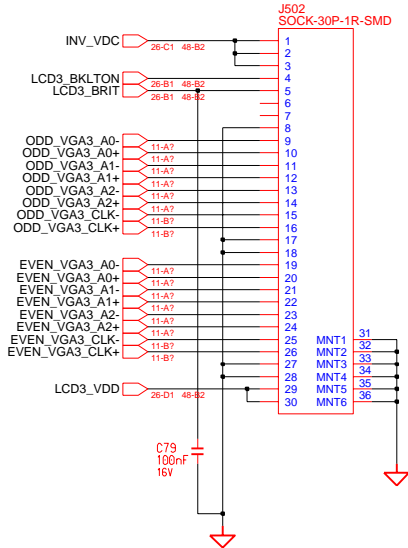 J502
SOCK-30P-1R-SMD
INV_VDC
26-C1 48-B2
1
2
3
LCD3_BKLTON
26-B1 48-B2
4
LCD3_BRIT
26-B1 48-B2
5
6
7
8
ODD_VGA3_A0-
11-A?
9
ODD_VGA3_A0+
11-A?
10
ODD_VGA3_A1-
11-A?
11
ODD_VGA3_A1+
11-A?
12
ODD_VGA3_A2-
11-A?
13
ODD_VGA3_A2+
11-A?
14
ODD_VGA3_CLK-
11-B?
15
ODD_VGA3_CLK+
11-B?
16
17
18
EVEN_VGA3_A0-
11-A?
19
EVEN_VGA3_A0+
11-A?
20
EVEN_VGA3_A1-
11-A?
21
EVEN_VGA3_A1+
11-A?
22
EVEN_VGA3_A2-
11-A?
23
EVEN_VGA3_A2+
11-A?
24
EVEN_VGA3_CLK-
11-B?
25 MNT1 31
EVEN_VGA3_CLK+
11-B?
26 MNT2 32
27 MNT3 33
28 MNT4 34
LCD3_VDD
26-D1 48-B2
29 MNT5 35
30 MNT6 36
C79
100nF
16V